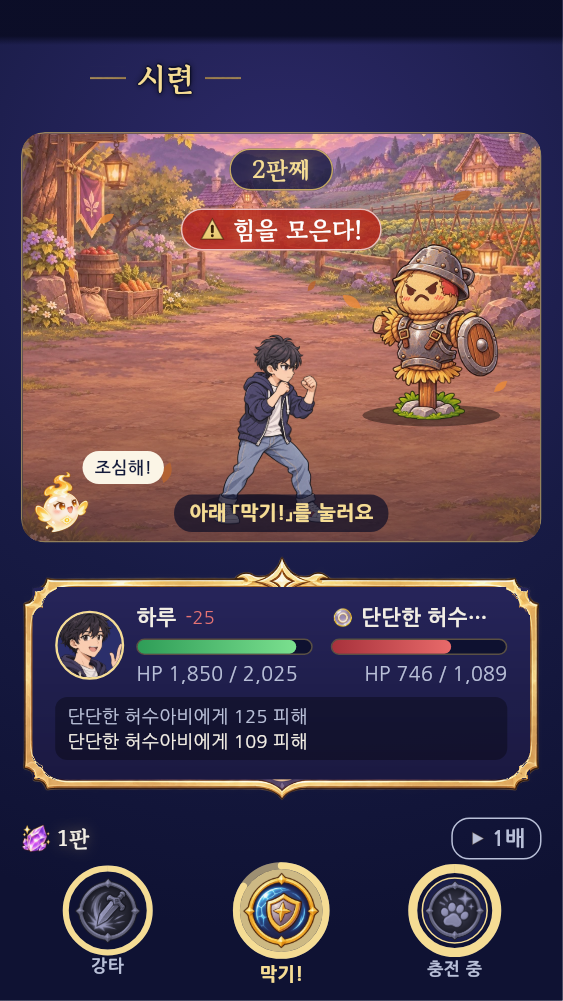 시련
2판째
⚠ 힘을 모은다!
조심해!
아래 「막기!」를 눌러요
하루 -25
단단한 허수…
HP 1,850 / 2,025
HP 746 / 1,089
단단한 허수아비에게 125 피해
단단한 허수아비에게 109 피해
1판
▶ 1배
강타
막기!
충전 중